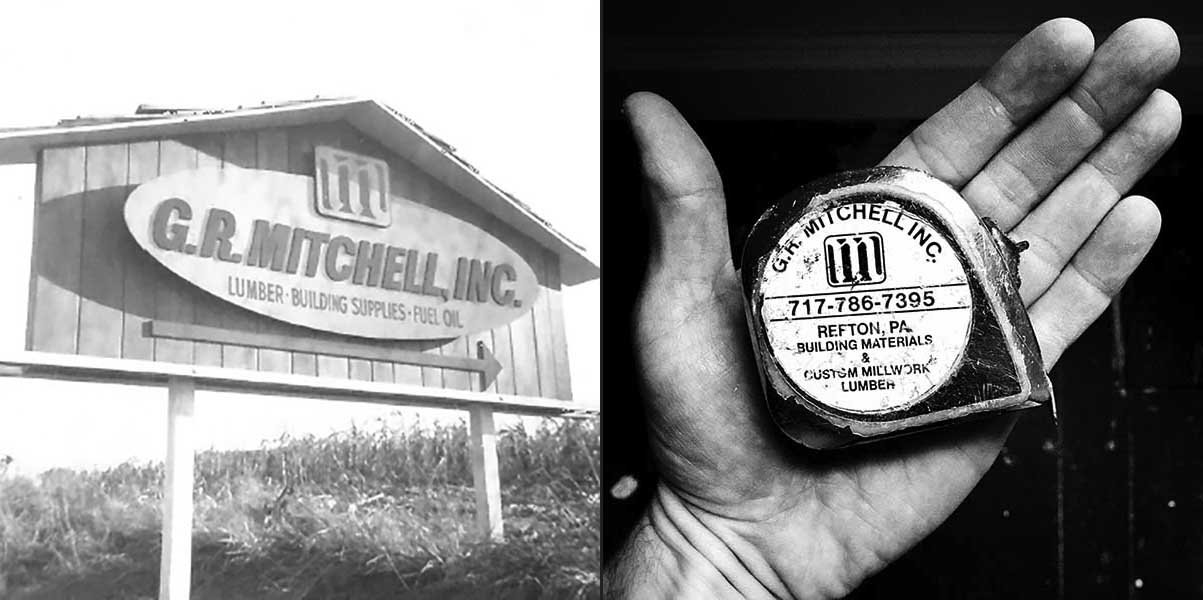 m
G.R. MITCHELL, INC.
LUMBER · BUILDING SUPPLIES · FUEL OIL
G.R. MITCHELL, INC.
m
717-786-7395
REFTON, PA.
BUILDING MATERIALS
&
CUSTOM MILLWORK
LUMBER